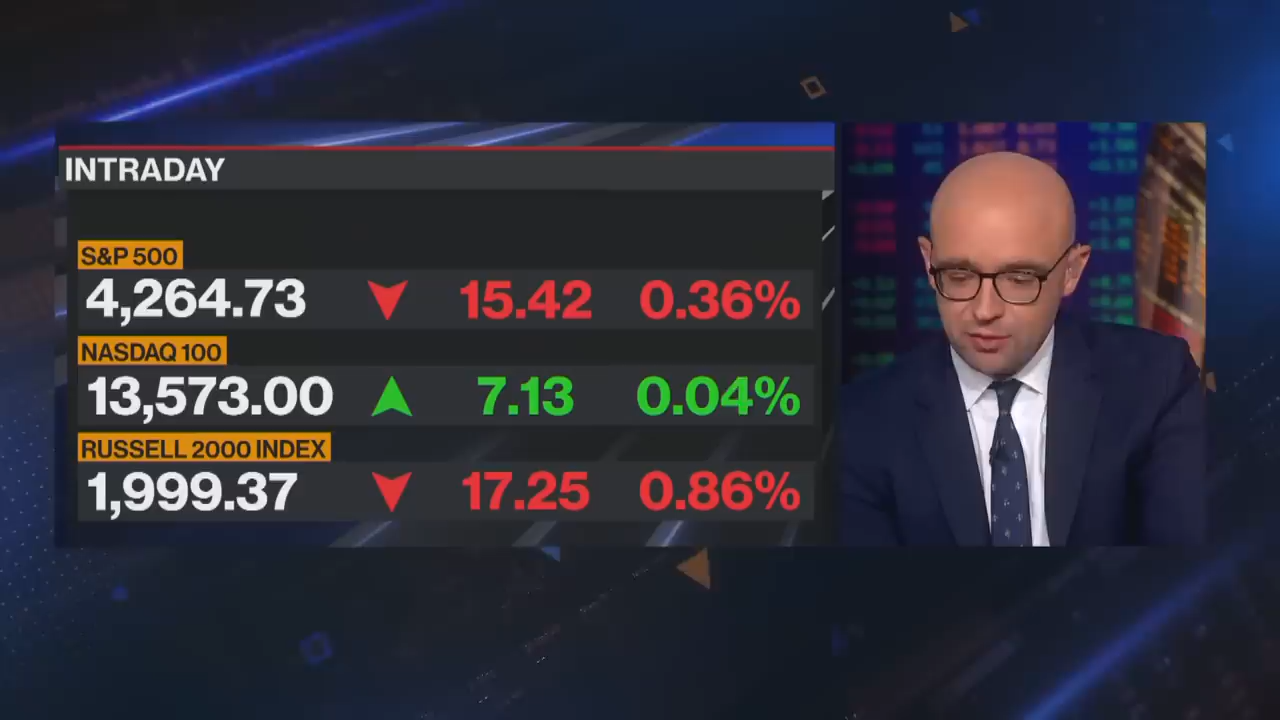 INTRADAY
S&P 500
4,264.73 15.42 0.36%
NASDAQ 100
13,573.00 7.13 0.04%
RUSSELL 2000 INDEX
1,999.37 17.25 0.86%